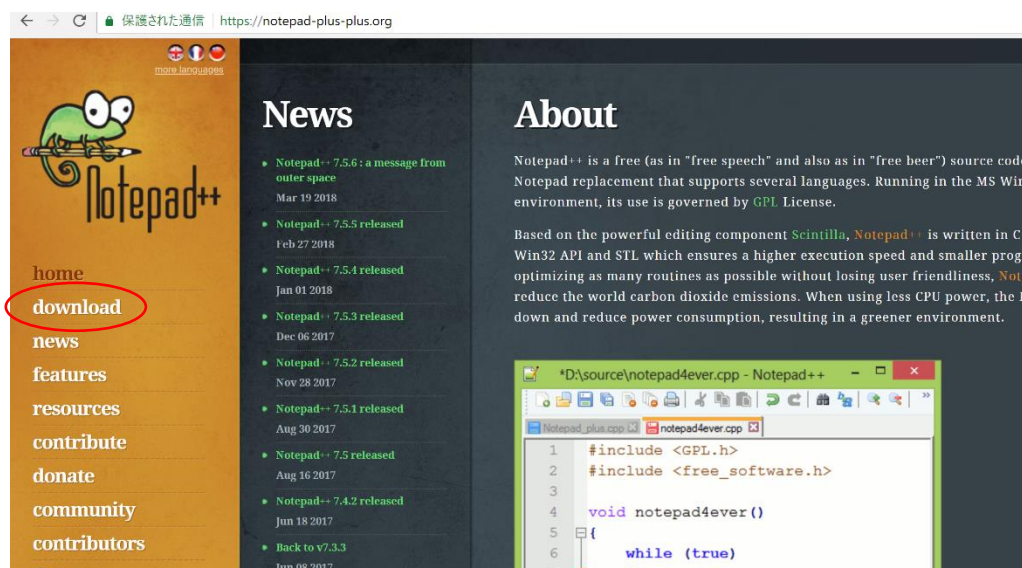 保護された通信 https://notepad-plus-plus.org
more languages
Notepad++
home
download
news
features
resources
contribute
donate
community
contributors
News
Notepad++ 7.5.6 : a message from
outer space
Mar 19 2018
Notepad++ 7.5.5 released
Feb 27 2018
Notepad++ 7.5.4 released
Jan 01 2018
Notepad++ 7.5.3 released
Dec 06 2017
Notepad++ 7.5.2 released
Nov 28 2017
Notepad++ 7.5.1 released
Aug 30 2017
Notepad++ 7.5 released
Aug 16 2017
Notepad++ 7.4.2 released
Jun 18 2017
Back to v7.3.3
Jun 08 2017
About
Notepad++ is a free (as in "free speech" and also as in "free beer") source code
Notepad replacement that supports several languages. Running in the MS Win
environment, its use is governed by GPL License.
Based on the powerful editing component Scintilla, Notepad++ is written in C
Win32 API and STL which ensures a higher execution speed and smaller prog
optimizing as many routines as possible without losing user friendliness, Not
reduce the world carbon dioxide emissions. When using less CPU power, the
down and reduce power consumption, resulting in a greener environment.
*D:\source\notepad4ever.cpp - Notepad++
Notepad_plus.cpp notepad4ever.cpp
1 #include <GPL.h>
2 #include <free_software.h>
3
4 void notepad4ever()
5 {
6 while (true)